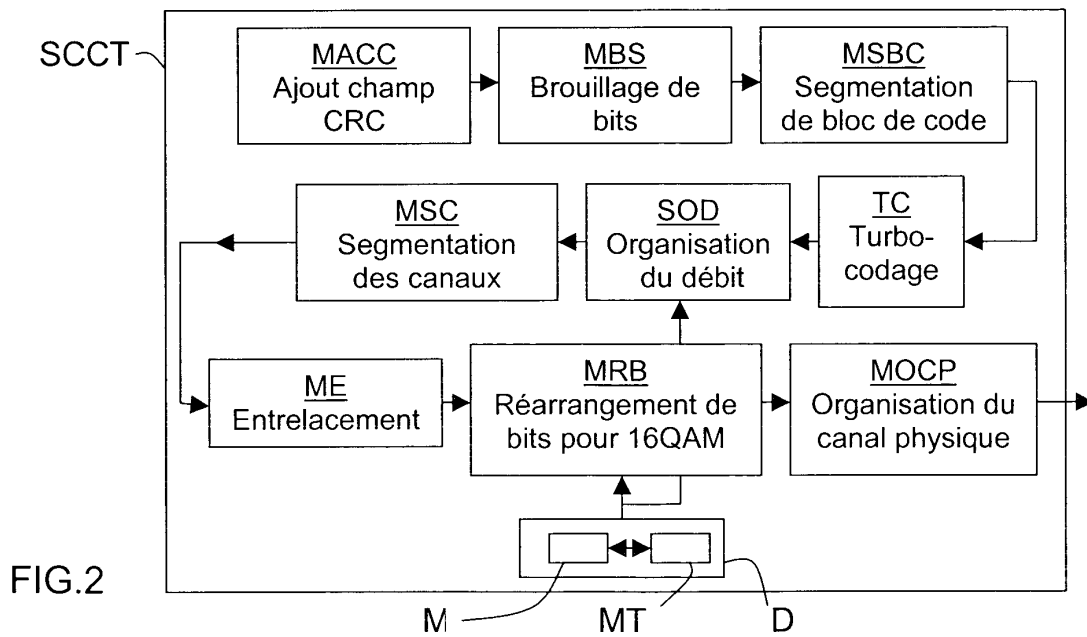 SCCT
MACC
Ajout champ
CRC
MBS
Brouillage de
bits
MSBC
Segmentation
de bloc de code
MSC
Segmentation
des canaux
SOD
Organisation
du débit
TC
Turbo-
codage
ME
Entrelacement
MRB
Réarrangement de
bits pour 16QAM
MOCP
Organisation du
canal physique
FIG.2
M
MT
D